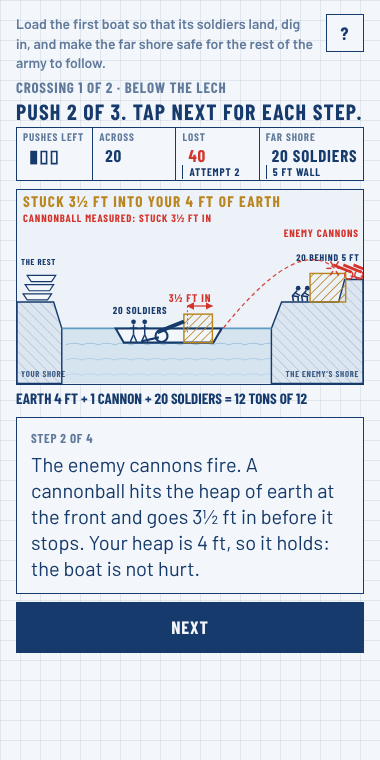 Load the first boat so that its soldiers land, dig
in, and make the far shore safe for the rest of the
army to follow.
?
CROSSING 1 OF 2 · BELOW THE LECH
PUSH 2 OF 3. TAP NEXT FOR EACH STEP.
PUSHES LEFT
ACROSS
20
LOST
40
ATTEMPT 2
FAR SHORE
20 SOLDIERS
5 FT WALL
STUCK 3½ FT INTO YOUR 4 FT OF EARTH
CANNONBALL MEASURED: STUCK 3½ FT IN
ENEMY CANNONS
THE REST
20 BEHIND 5 FT
3½ FT IN
20 SOLDIERS
YOUR SHORE
THE ENEMY'S SHORE
EARTH 4 FT + 1 CANNON + 20 SOLDIERS = 12 TONS OF 12
STEP 2 OF 4
The enemy cannons fire. A
cannonball hits the heap of earth at
the front and goes 3½ ft in before it
stops. Your heap is 4 ft, so it holds:
the boat is not hurt.
NEXT